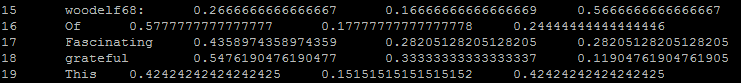 15 woodelf68: 0.2666666666666667 0.16666666666666669 0.5666666666666667
16 Of 0.5777777777777777 0.17777777777777778 0.24444444444444446
17 Fascinating 0.4358974358974359 0.28205128205128205 0.28205128205128205
18 grateful 0.5476190476190477 0.33333333333333337 0.11904761904761905
19 This 0.42424242424242425 0.15151515151515152 0.42424242424242425